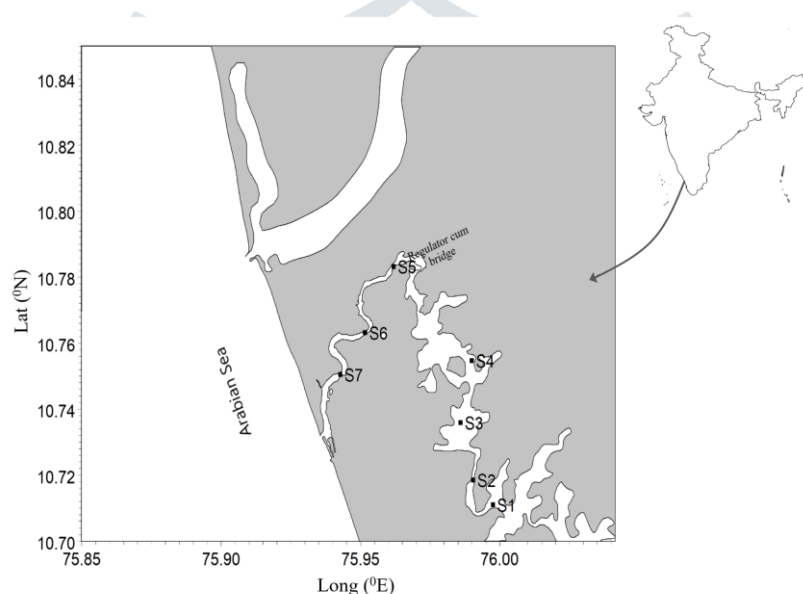 10.84
10.82
10.80
10.78
10.76
10.74
10.72
10.70
Lat (⁰N)
75.85
75.90
75.95
76.00
Long (⁰E)
Arabian Sea
Regulator cum
bridge
S5
S6
S4
S7
S3
S2
S1